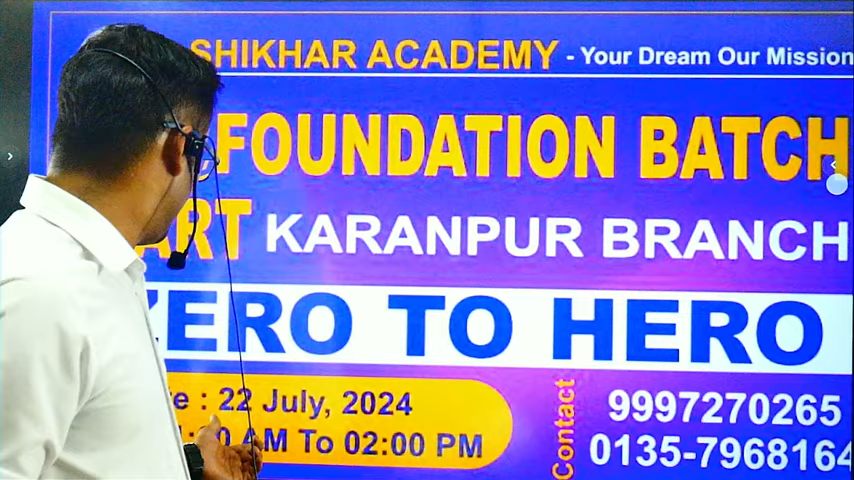 SHIKHAR ACADEMY - Your Dream Our Mission
FOUNDATION BATCH
KARANPUR BRANCH
ZERO TO HERO
: 22 July, 2024
AM To 02:00 PM
Contact
9997270265
0135-7968164